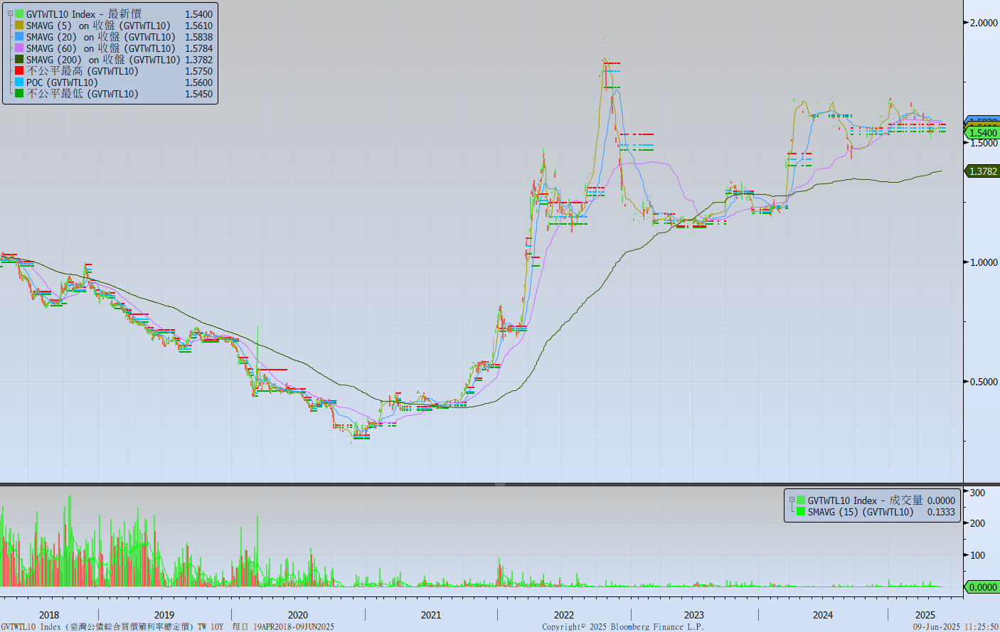 GVTWTL10 Index - 最新價 1.5400
SMAVG (5) on 收盤 (GVTWTL10) 1.5610
SMAVG (20) on 收盤 (GVTWTL10) 1.5838
SMAVG (60) on 收盤 (GVTWTL10) 1.5784
SMAVG (200) on 收盤 (GVTWTL10) 1.3782
不公平最高 (GVTWTL10) 1.5750
POC (GVTWTL10) 1.5600
不公平最低 (GVTWTL10) 1.5450
2.0000
1.5400
1.5000
1.3782
1.0000
0.5000
GVTWTL10 Index - 成交量 0.0000
SMAVG (15) (GVTWTL10) 0.1333
300
200
100
0.0000
2018 2019 2020 2021 2022 2023 2024 2025
GVTWTL10 Index (臺灣公債綜合買價殖利率總定價) TW 10Y 每日 19APR2018-09JUN2025 Copyright© 2025 Bloomberg Finance L.P. 09-Jun-2025 11:25:50